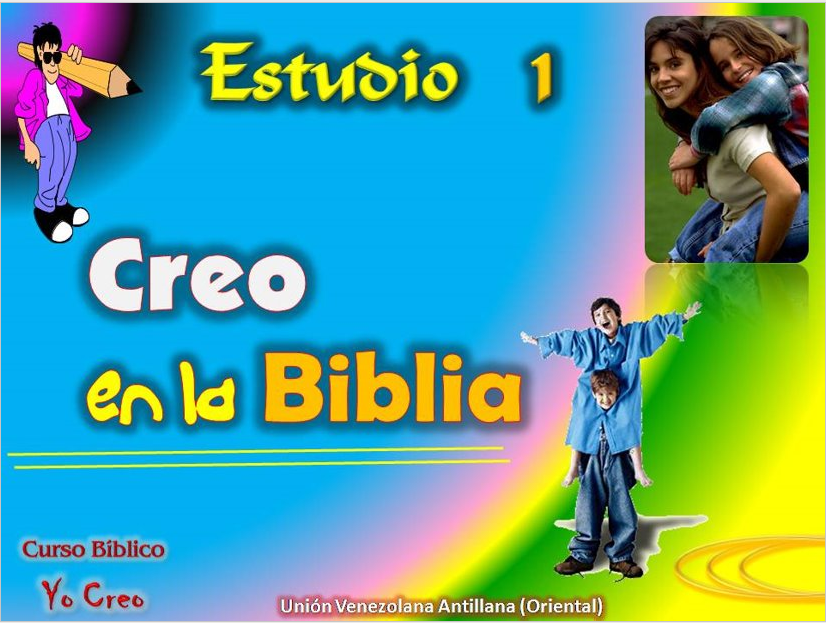 Estudio 1
Creo
en la Biblia
Curso Bíblico
Yo Creo
Unión Venezolana Antillana (Oriental)